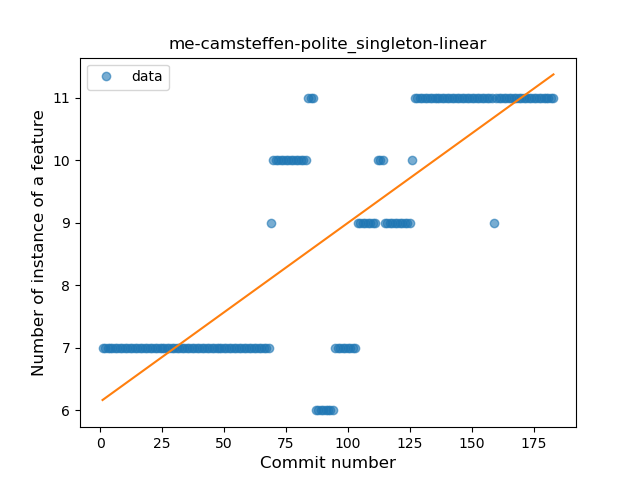 me-camsteffen-polite_singleton-linear
data
Number of instance of a feature
11
10
9
8
7
6
0 25 50 75 100 125 150 175
Commit number